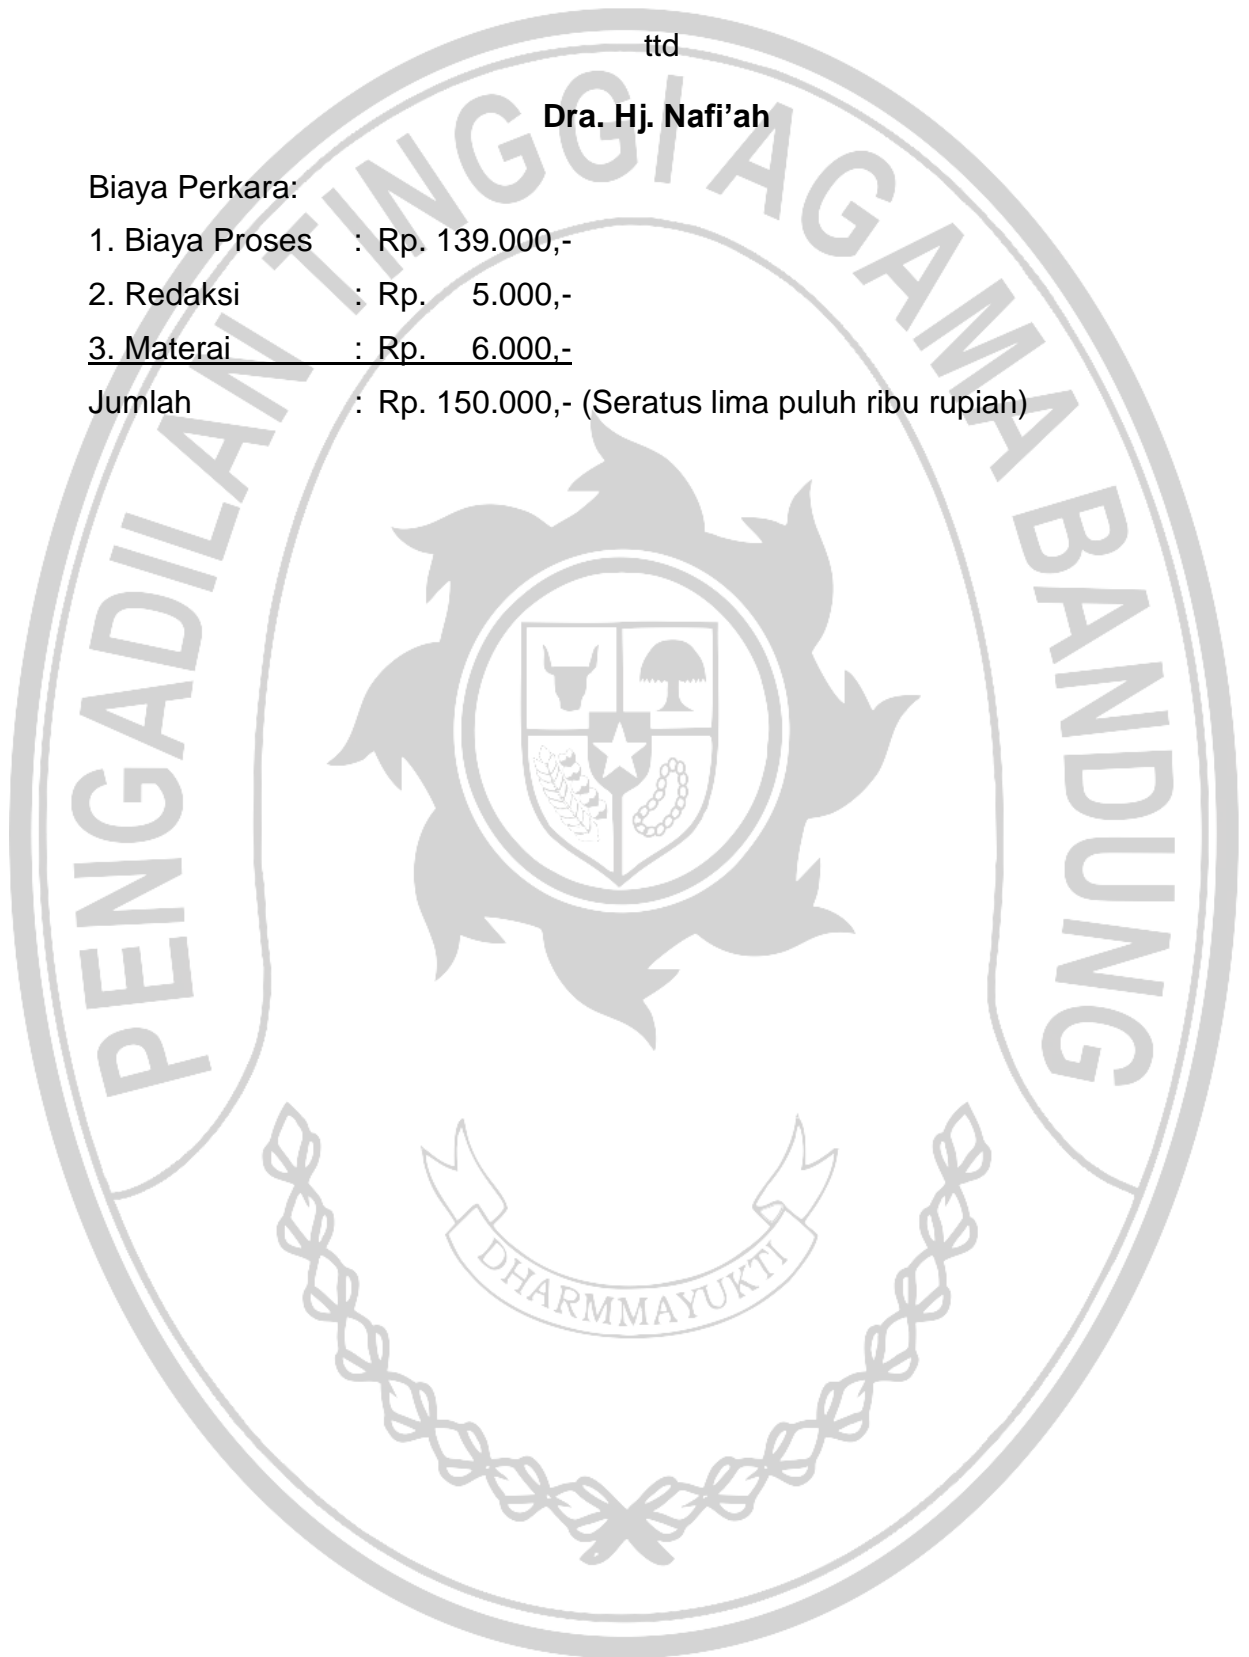 ttd
Dra. Hj. Nafi’ah
Biaya Perkara:
1. Biaya Proses : Rp. 139.000,-
2. Redaksi : Rp. 5.000,-
3. Materai : Rp. 6.000,-
Jumlah : Rp. 150.000,- (Seratus lima puluh ribu rupiah)
PENGADILAN TINGGI AGAMA BANDUNG
DHARMMAYUKTI